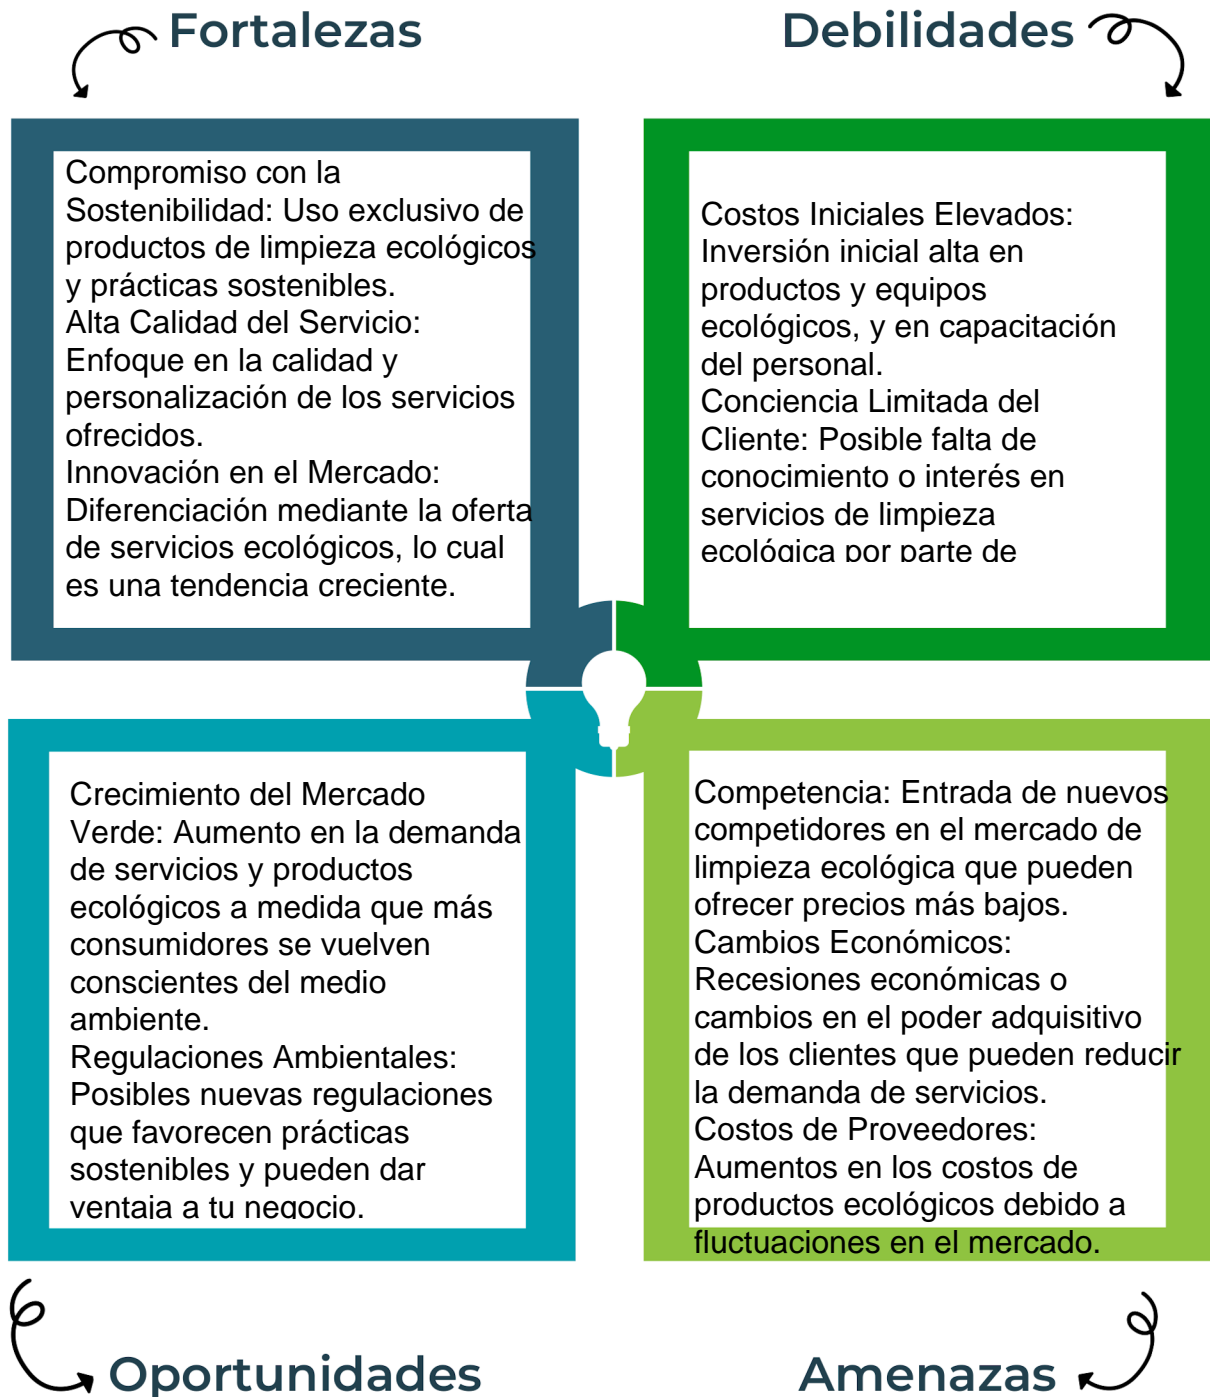 Fortalezas
Compromiso con la
Sostenibilidad: Uso exclusivo de
productos de limpieza ecológicos
y prácticas sostenibles.
Alta Calidad del Servicio:
Enfoque en la calidad y
personalización de los servicios
ofrecidos.
Innovación en el Mercado:
Diferenciación mediante la oferta
de servicios ecológicos, lo cual
es una tendencia creciente.
Debilidades
Costos Iniciales Elevados:
Inversión inicial alta en
productos y equipos
ecológicos, y en capacitación
del personal.
Conciencia Limitada del
Cliente: Posible falta de
conocimiento o interés en
servicios de limpieza
ecológica por parte de
Crecimiento del Mercado
Verde: Aumento en la demanda
de servicios y productos
ecológicos a medida que más
consumidores se vuelven
conscientes del medio
ambiente.
Regulaciones Ambientales:
Posibles nuevas regulaciones
que favorecen prácticas
sostenibles y pueden dar
ventaja a tu negocio.
Oportunidades
Competencia: Entrada de nuevos
competidores en el mercado de
limpieza ecológica que pueden
ofrecer precios más bajos.
Cambios Económicos:
Recesiones económicas o
cambios en el poder adquisitivo
de los clientes que pueden reducir
la demanda de servicios.
Costos de Proveedores:
Aumentos en los costos de
productos ecológicos debido a
fluctuaciones en el mercado.
Amenazas